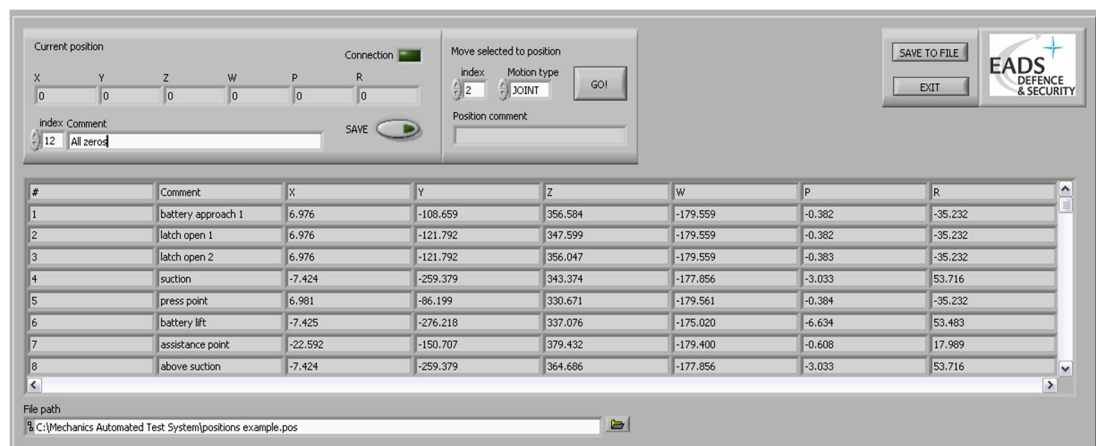 Current position
Connection
X Y Z W P R
0 0 0 0 0 0
index Comment
12 All zeros
SAVE
Move selected to position
index Motion type
2 JOINT GO!
Position comment
SAVE TO FILE
EXIT
EADS
DEFENCE
& SECURITY
# Comment X Y Z W P R
1 battery approach 1 6.976 -108.659 356.584 -179.559 -0.382 -35.232
2 latch open 1 6.976 -121.792 347.599 -179.559 -0.382 -35.232
3 latch open 2 6.976 -121.792 356.047 -179.559 -0.383 -35.232
4 suction -7.424 -259.379 343.374 -177.856 -3.033 53.716
5 press point 6.981 -86.199 330.671 -179.561 -0.384 -35.232
6 battery lift -7.425 -276.218 337.076 -175.020 -6.634 53.483
7 assistance point -22.592 -150.707 379.432 -179.400 -0.608 17.989
8 above suction -7.424 -259.379 364.686 -177.856 -3.033 53.716
File path
C:\Mechanics Automated Test System\positions example.pos